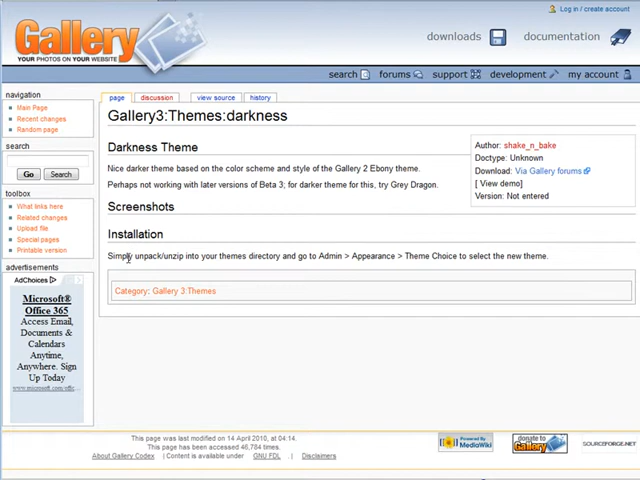 Log in / create account
Gallery
YOUR PHOTOS ON YOUR WEBSITE
downloads
documentation
search forums support development my account
navigation
Main Page
Recent changes
Random page
search
Go Search
toolbox
What links here
Related changes
Upload file
Special pages
Printable version
advertisements
AdChoices
Microsoft®
Office 365
Access Email,
Documents &
Calendars
Anytime,
Anywhere. Sign
Up Today
page discussion view source history
Gallery3:Themes:darkness
Darkness Theme
Nice darker theme based on the color scheme and style of the Gallery 2 Ebony theme.
Perhaps not working with later versions of Beta 3; for darker theme for this, try Grey Dragon.
Author: shake_n_bake
Doctype: Unknown
Download: Via Gallery forums
[ View demo]
Version: Not entered
Screenshots
Installation
Simply unpack/unzip into your themes directory and go to Admin > Appearance > Theme Choice to select the new theme.
Category: Gallery 3:Themes
This page was last modified on 14 April 2010, at 04:14.
This page has been accessed 46,784 times.
About Gallery Codex | Content is available under GNU FDL | Disclaimers
Powered By
MediaWiki
donate to
Gallery
SOURCEFORGE.NET